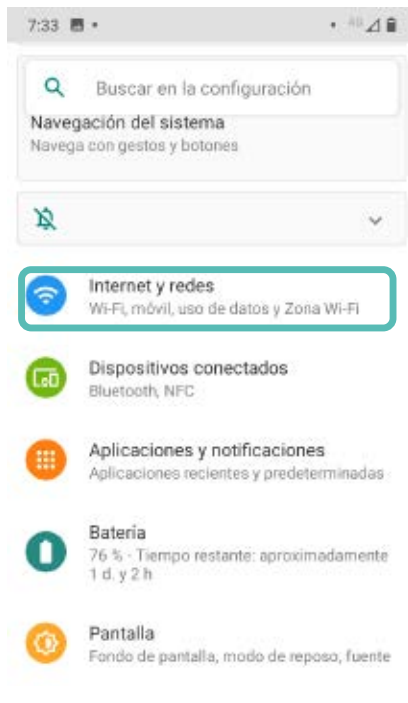 7:33
4G
Buscar en la configuración
Navegación del sistema
Navega con gestos y botones
Internet y redes
Wi-Fi, móvil, uso de datos y Zona Wi-Fi
Dispositivos conectados
Bluetooth, NFC
Aplicaciones y notificaciones
Aplicaciones recientes y predeterminadas
Batería
76 % - Tiempo restante: aproximadamente
1 d. y 2 h
Pantalla
Fondo de pantalla, modo de reposo, fuente